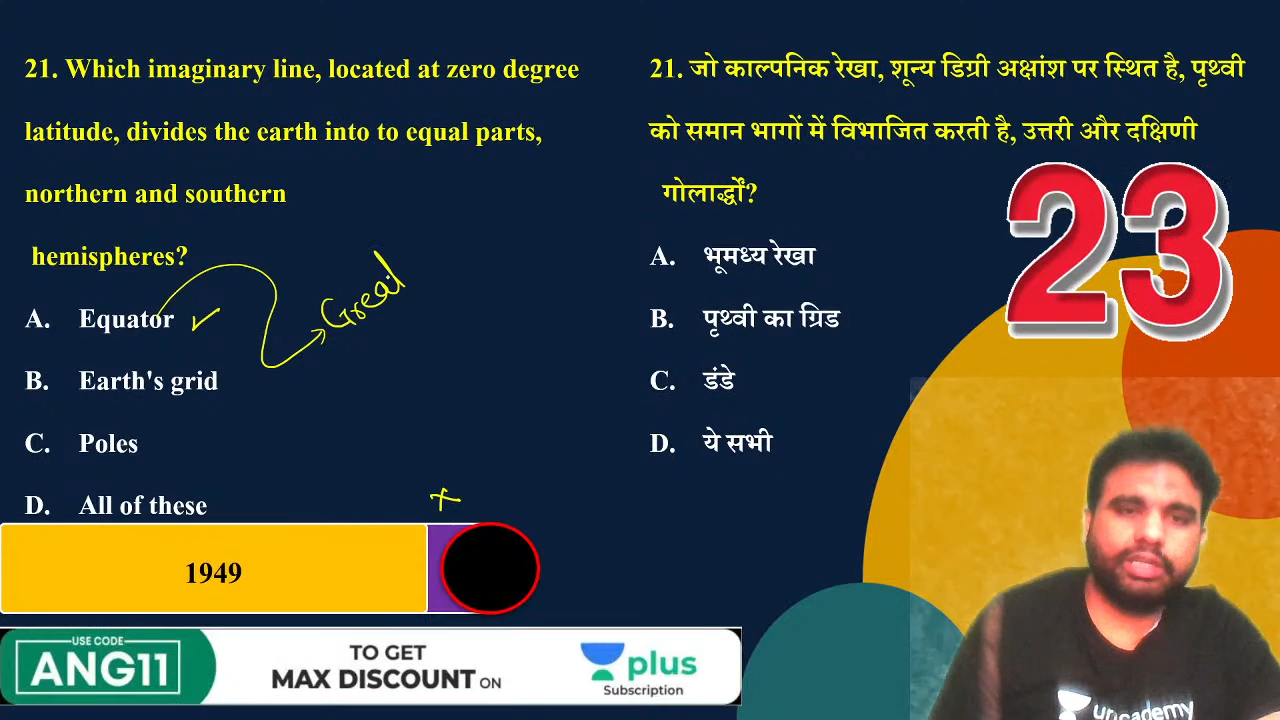 21. Which imaginary line, located at zero degree
latitude, divides the earth into to equal parts,
northern and southern
hemispheres?
A. Equator
B. Earth's grid
C. Poles
D. All of these
Great
21. जो काल्पनिक रेखा, शून्य डिग्री अक्षांश पर स्थित है, पृथ्वी
को समान भागों में विभाजित करती है, उत्तरी और दक्षिणी
गोलार्द्धों?
A. भूमध्य रेखा
B. पृथ्वी का ग्रिड
C. डंडे
D. ये सभी
23
1949
USE CODE
ANG11
TO GET
MAX DISCOUNT ON
plus
Subscription
unacademy